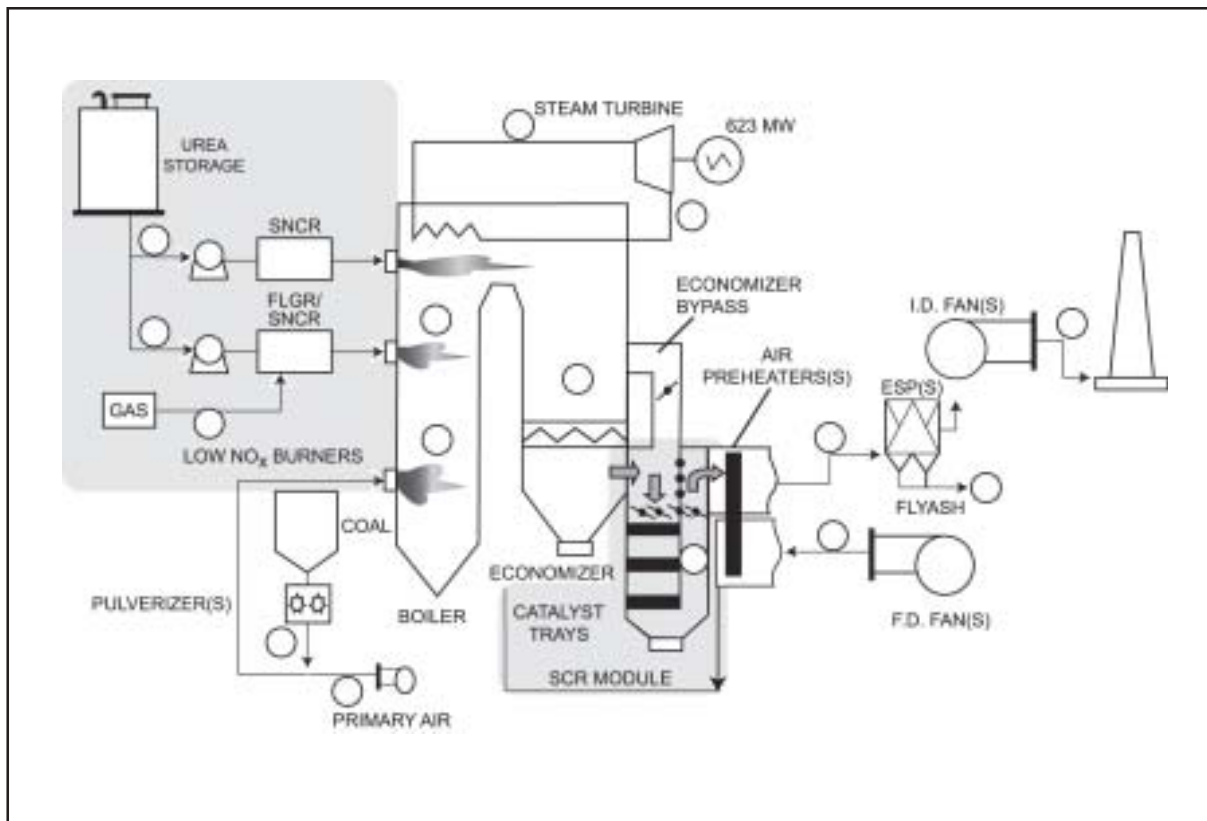 STEAM TURBINE
623 MW
UREA
STORAGE
SNCR
FLGR/
SNCR
ECONOMIZER
BYPASS
I.D. FAN(S)
AIR
PREHEATERS(S)
ESP(S)
GAS
LOW NOx BURNERS
FLYASH
COAL
ECONOMIZER
PULVERIZER(S)
BOILER
CATALYST
TRAYS
F.D. FAN(S)
SCR MODULE
PRIMARY AIR